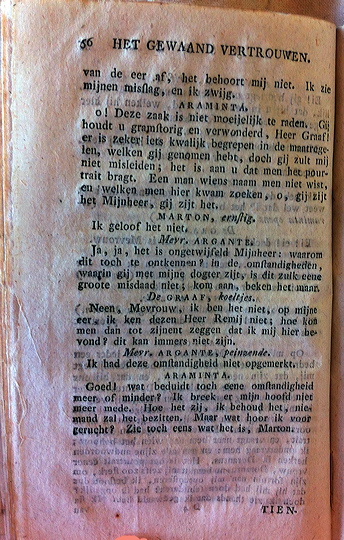 56 HET GEWAAND VERTROUWEN.
van de eer af, het behoort mij niet. Ik zie
mijnen misslag, en ik zwijg.
ARAMINTA.
o! Deze zaak is niet moeijelijk te raden. Gij
houdt u gramstorig en verwonderd, Heer Graaf!
er is zeker iets kwalijk begrepen in de maatrege-
len, welken gij genomen hebt, doch gij zult mij
niet misleiden; het is aan u dat men het pour-
trait bragt. Een man wiens naam men niet wist,
en welken men hier kwam zoeken, o, gij zijt
het Mijnheer, gij zijt het.
MARTON, ernstig.
Ik geloof het niet.
Mevr. ARGANTE.
Ja, ja, het is ongetwijfeld Mijnheer: waarom
dit toch te ontkennen? in de omstandigheden,
waarin gij met mijne dogter zijt, is dit zulk eene
groote misdaad niet; kom aan, beken het maar.
De GRAAF, koeltjes.
Neen, Mevrouw, ik ben het niet, op mijne
eer, ik ken dezen Heer Remij niet; hoe kon
men dan tot zijnent zeggen dat ik mij hier be-
vond? dit kan immers niet zijn.
Mevr. ARGANTE, peinzende.
Ik had deze omstandigheid niet opgemerkt.
ARAMINTA.
Goed! wat beduidt toch eene omstandigheid
meer of minder? Ik breek er mijn hoofd niet
meer mede. Hoe het zij, ik behoud het, nie-
mand zal het bezitten. Maar wat hoor ik voor
gerucht? Zie toch eens wat het is, Marton.
TIEN-